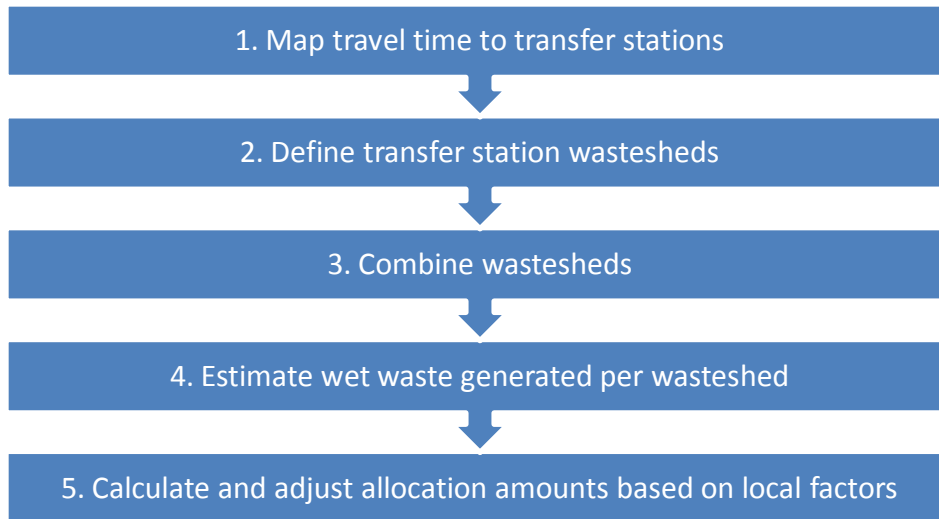 1. Map travel time to transfer stations
2. Define transfer station wastesheds
3. Combine wastesheds
4. Estimate wet waste generated per wasteshed
5. Calculate and adjust allocation amounts based on local factors